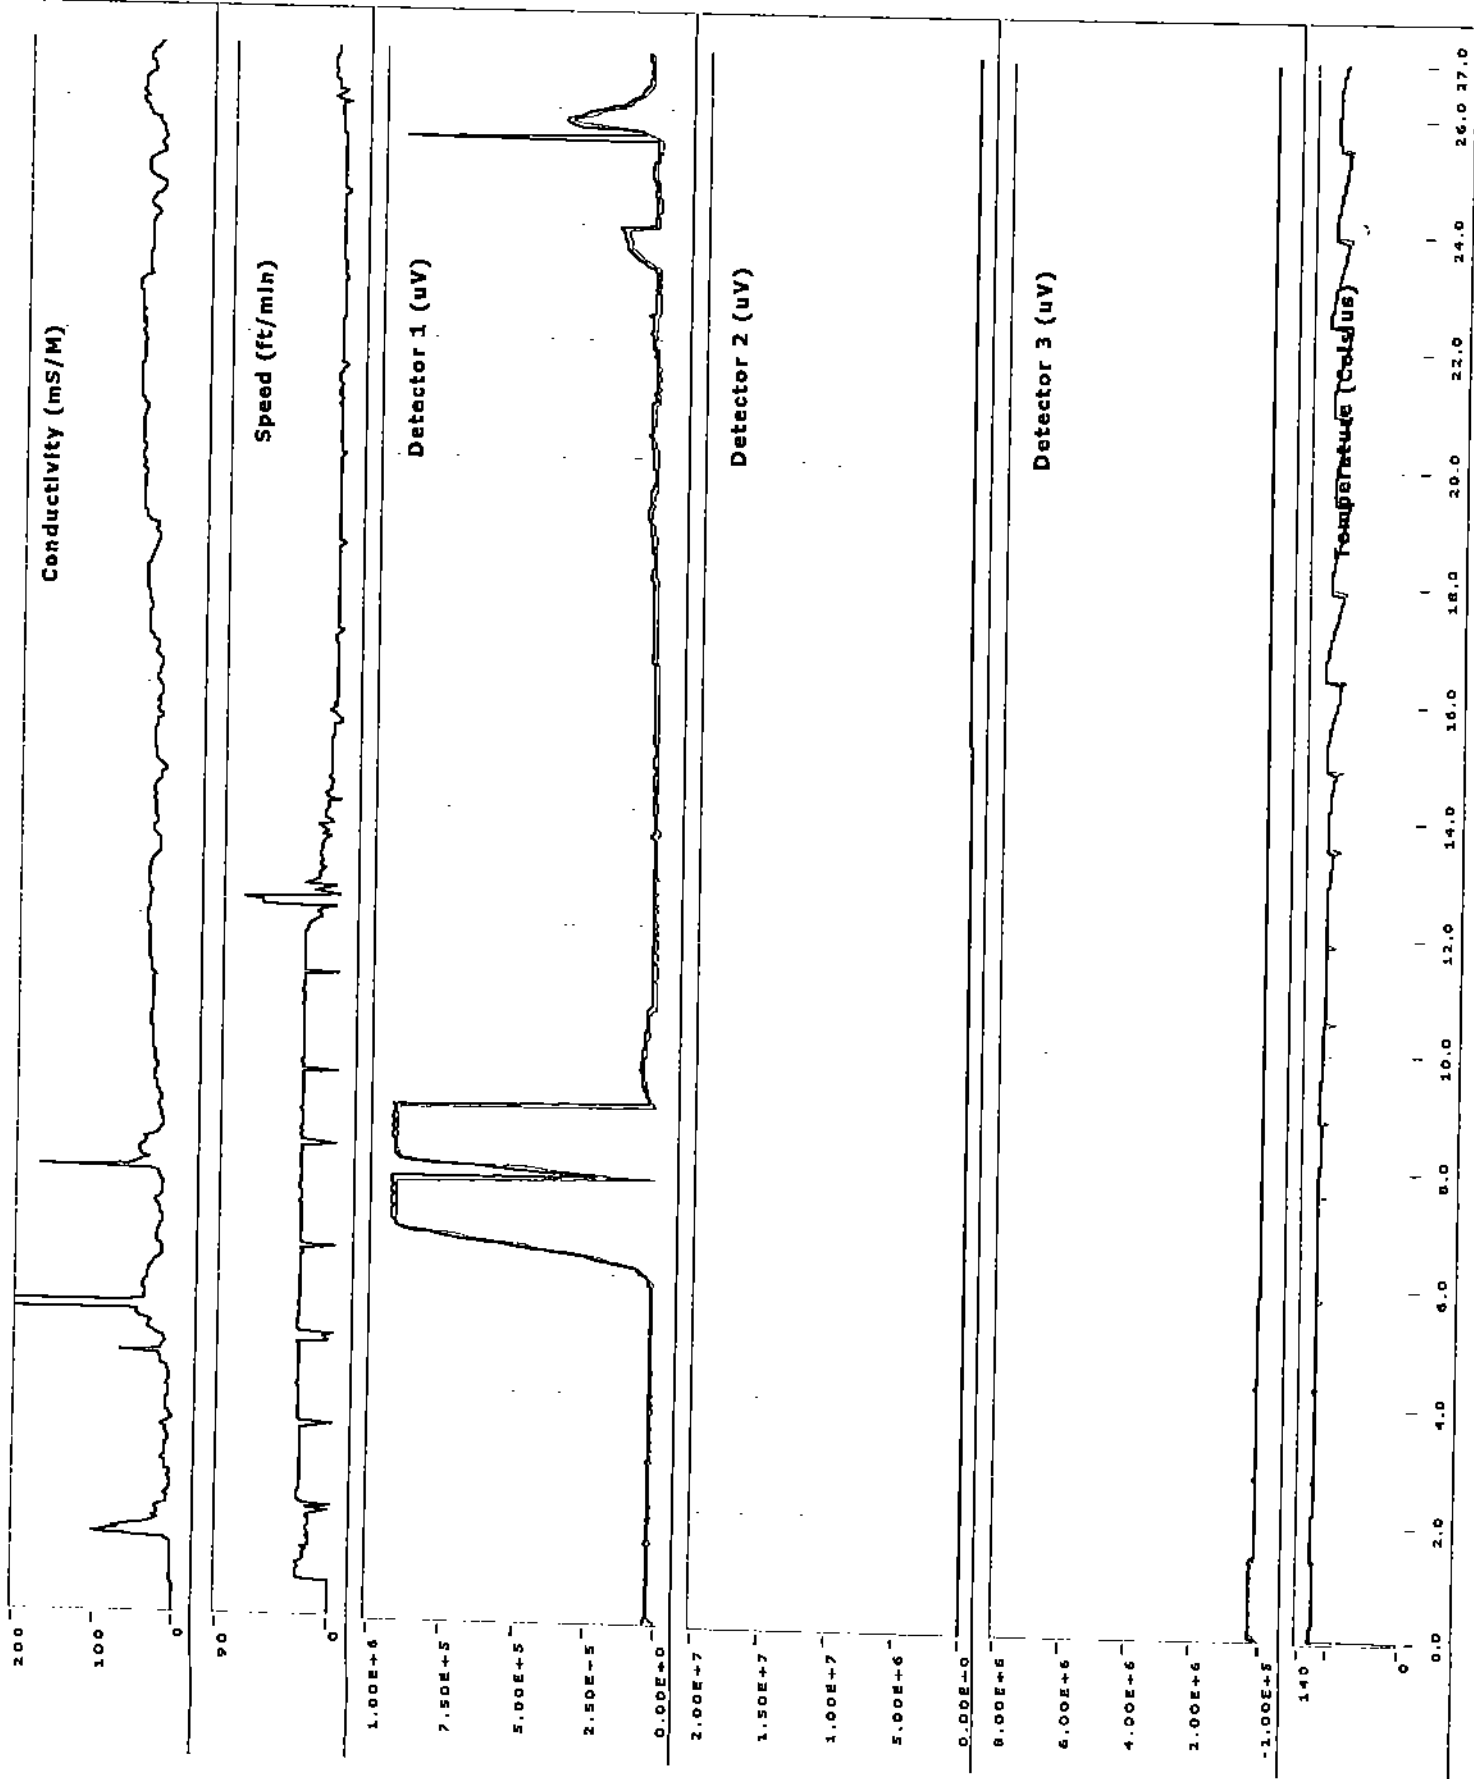 Conductivity (mS/M)
200
100
0
Speed (ft/min)
90
0
Detector 1 (uV)
1.00E+6
7.50E+5
5.00E+5
2.50E+5
0.00E+0
Detector 2 (uV)
2.00E+7
1.50E+7
1.00E+7
5.00E+6
0.00E+0
Detector 3 (uV)
8.00E+6
6.00E+6
4.00E+6
2.00E+6
-1.00E+5
Temperature (Celsius)
140
0
0.0 2.0 4.0 6.0 8.0 10.0 12.0 14.0 16.0 18.0 20.0 22.0 24.0 26.0 27.0